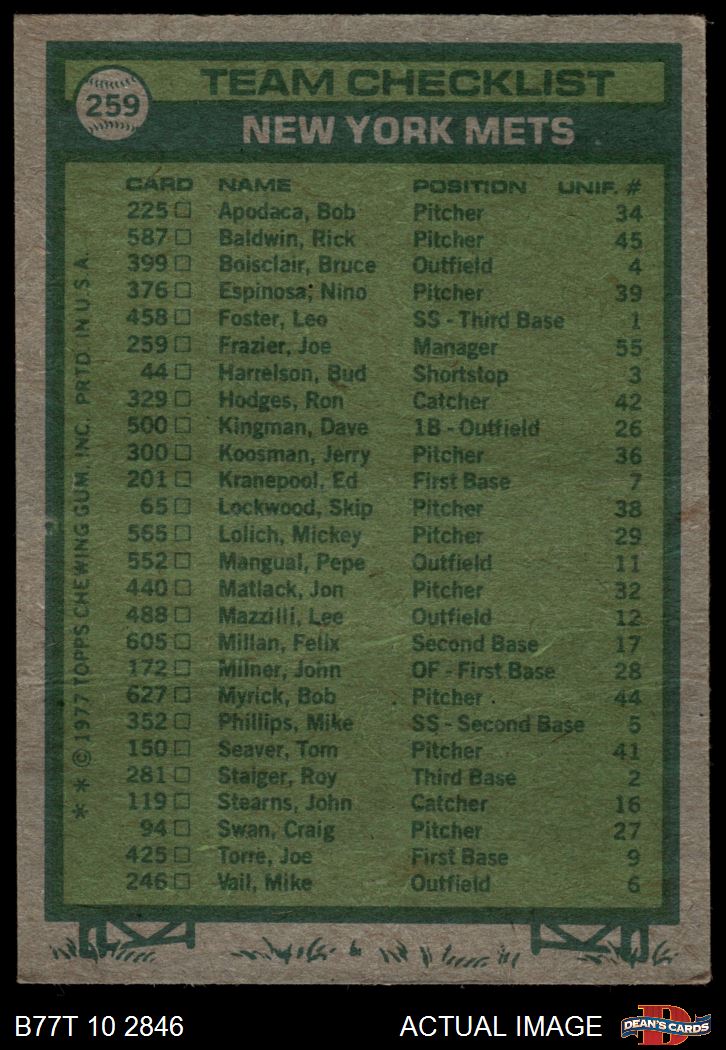 259
TEAM CHECKLIST
NEW YORK METS
CARD NAME POSITION UNIF. #
225 Apodaca, Bob Pitcher 34
587 Baldwin, Rick Pitcher 45
399 Boisclair, Bruce Outfield 4
376 Espinosa, Nino Pitcher 39
458 Foster, Leo SS - Third Base 1
259 Frazier, Joe Manager 55
44 Harrelson, Bud Shortstop 3
329 Hodges, Ron Catcher 42
500 Kingman, Dave 1B - Outfield 26
300 Koosman, Jerry Pitcher 36
201 Kranepool, Ed First Base 7
65 Lockwood, Skip Pitcher 38
565 Lolich, Mickey Pitcher 29
552 Mangual, Pepe Outfield 11
440 Matlack, Jon Pitcher 32
488 Mazzilli, Lee Outfield 12
605 Millan, Felix Second Base 17
172 Milner, John OF - First Base 28
627 Myrick, Bob Pitcher 44
352 Phillips, Mike SS - Second Base 5
150 Seaver, Tom Pitcher 41
281 Staiger, Roy Third Base 2
119 Stearns, John Catcher 16
94 Swan, Craig Pitcher 27
425 Torre, Joe First Base 9
246 Vail, Mike Outfield 6
* * © 1977 TOPPS CHEWING GUM, INC. PRTD. IN U.S.A.
B77T 10 2846 ACTUAL IMAGE
D
DEAN'S CARDS